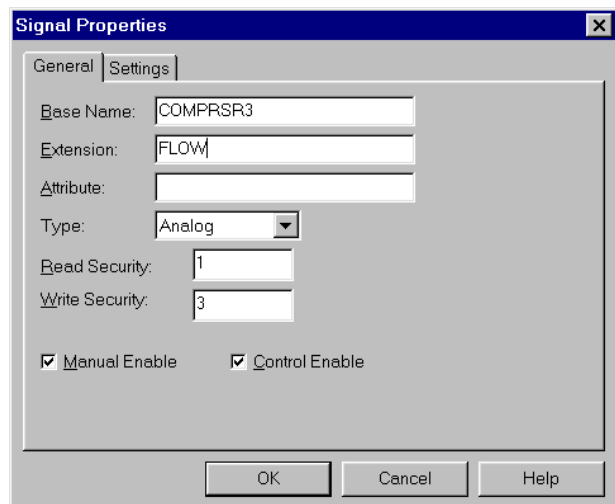 Signal Properties
General Settings
Base Name: COMPRSR3
Extension: FLOW
Attribute:
Type: Analog
Read Security: 1
Write Security: 3
Manual Enable Control Enable
OK Cancel Help